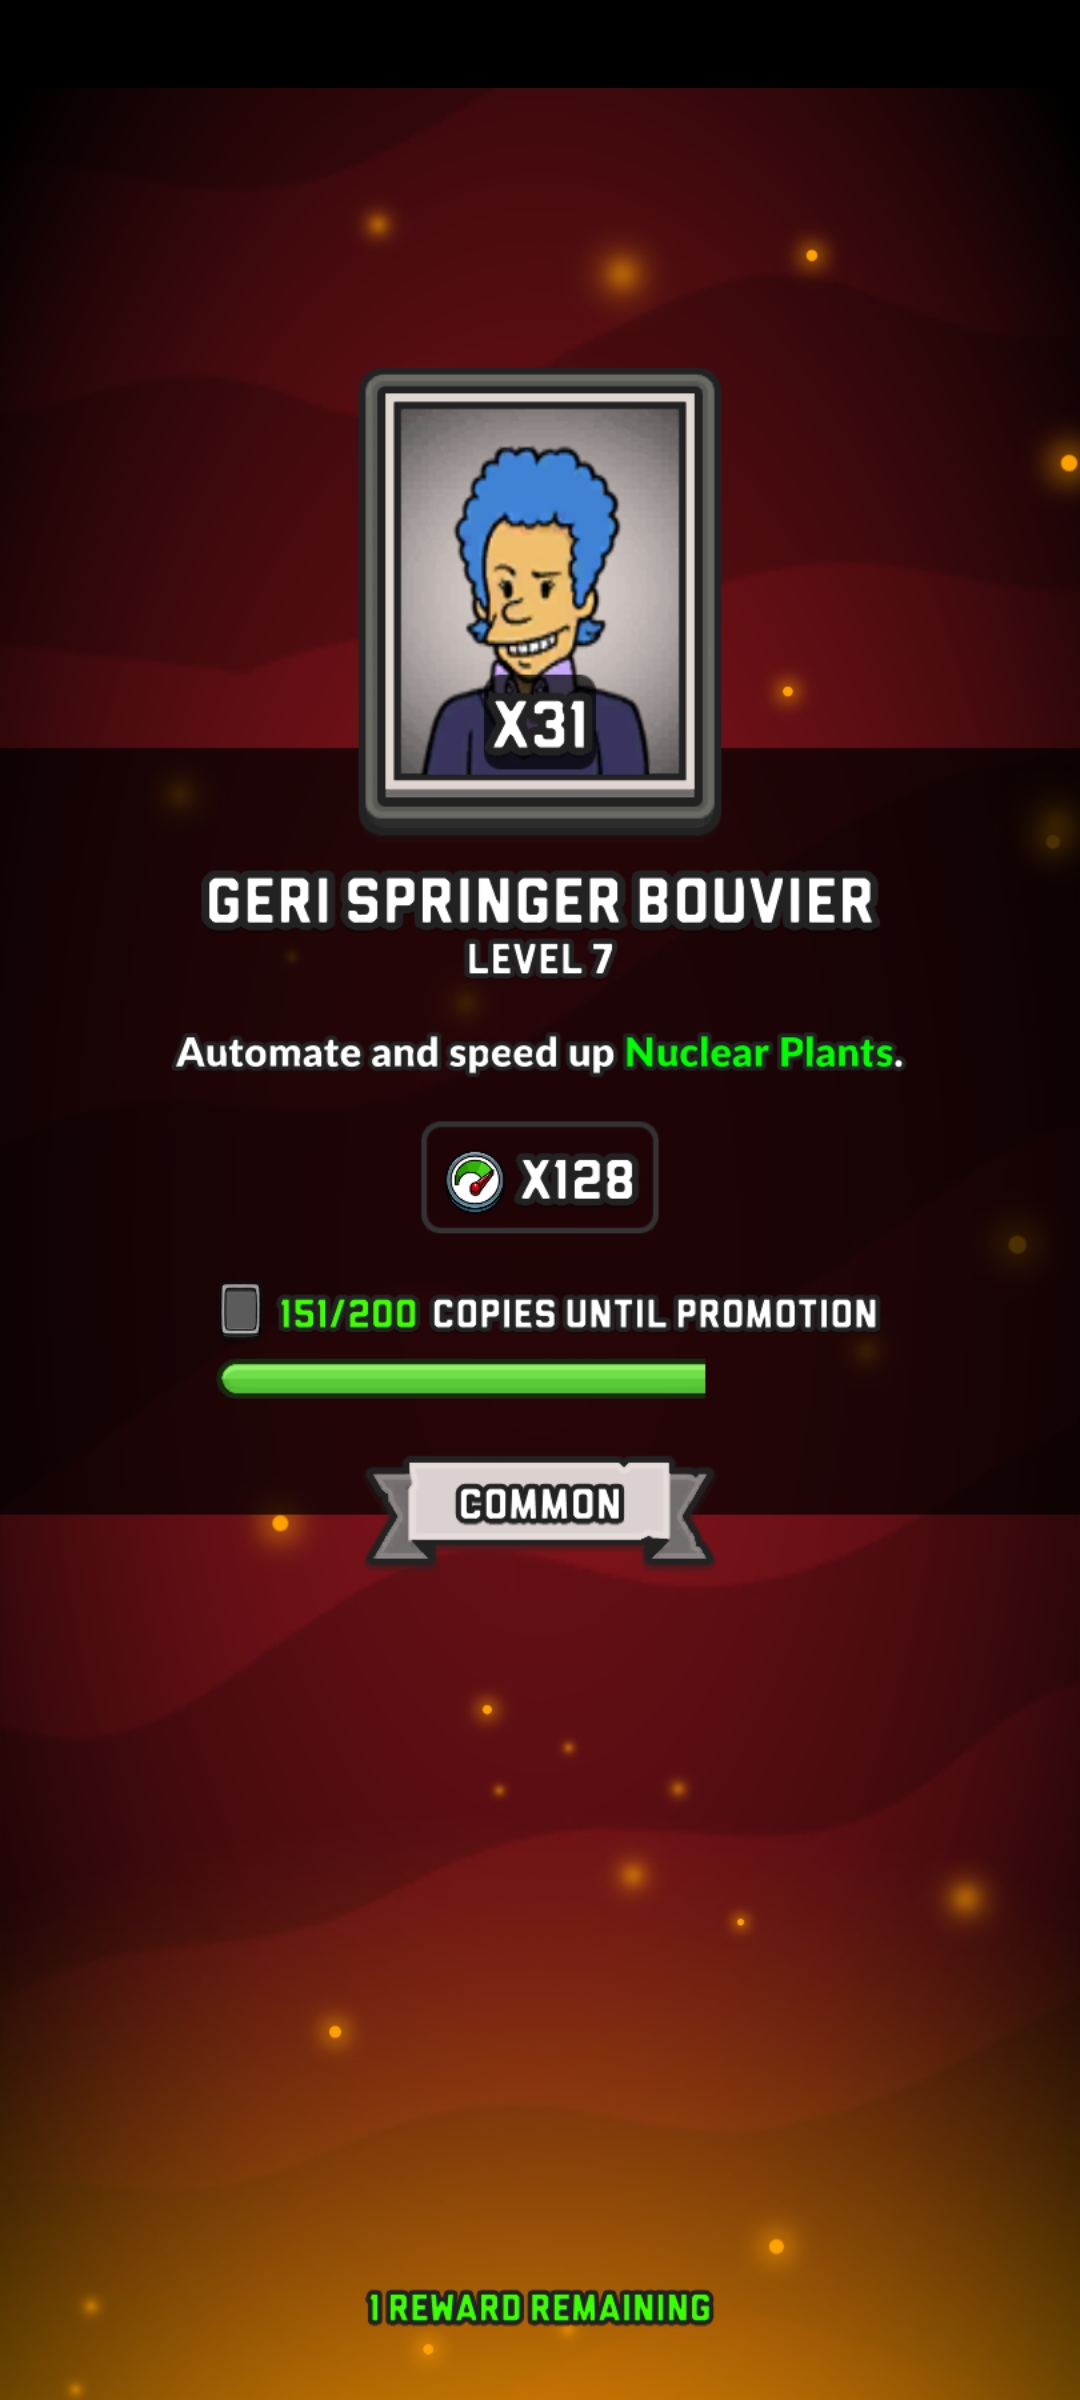 X31
GERI SPRINGER BOUVIER
LEVEL 7
Automate and speed up Nuclear Plants.
X128
151/200 COPIES UNTIL PROMOTION
COMMON
1 REWARD REMAINING